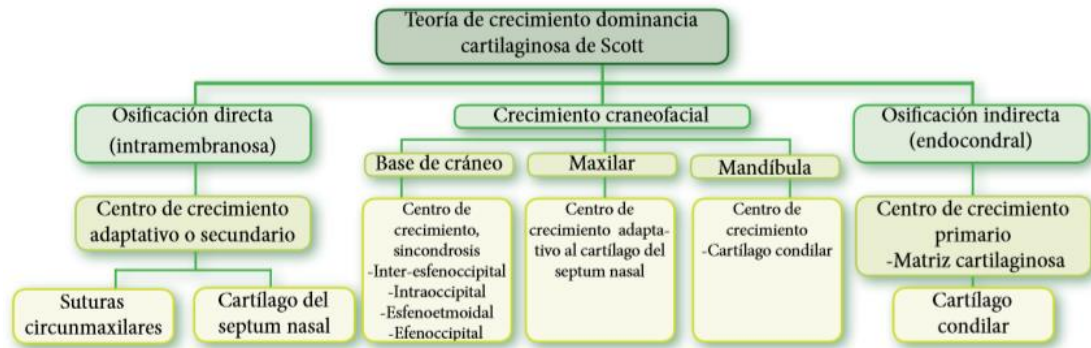 Teoría de crecimiento dominancia
cartilaginosa de Scott
Osificación directa
(intramembranosa)
Centro de crecimiento
adaptativo o secundario
Suturas
circunmaxilares
Cartílago del
septum nasal
Crecimiento craneofacial
Base de cráneo
Centro de
crecimiento,
sincondrosis
-Inter-esfenoccipital
-Intraoccipital
-Esfenoetmoidal
-Efenoccipital
Maxilar
Centro de
crecimiento adapta-
tivo al cartílago del
septum nasal
Mandíbula
Centro de
crecimiento
-Cartílago condilar
Osificación indirecta
(endocondral)
Centro de crecimiento
primario
-Matriz cartilaginosa
Cartílago
condilar